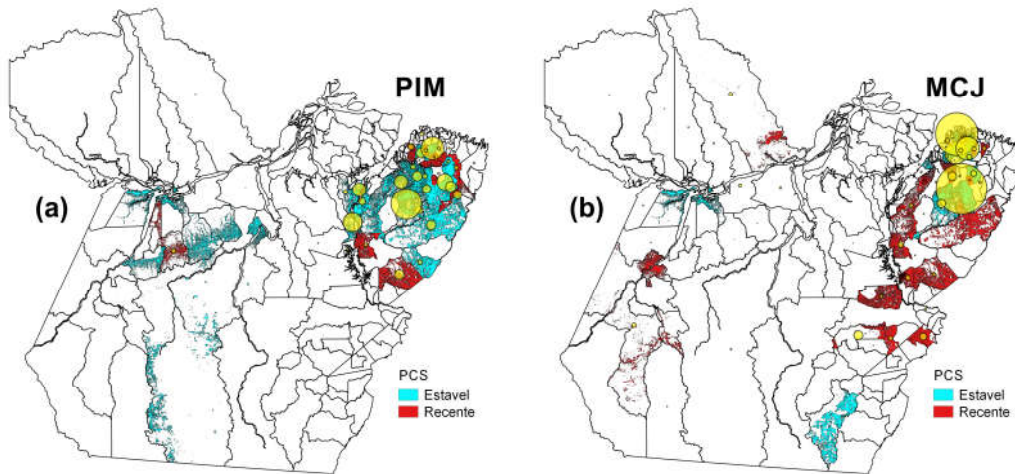 PIM
(a)
PCS
Estavel
Recente
MCJ
(b)
PCS
Estavel
Recente